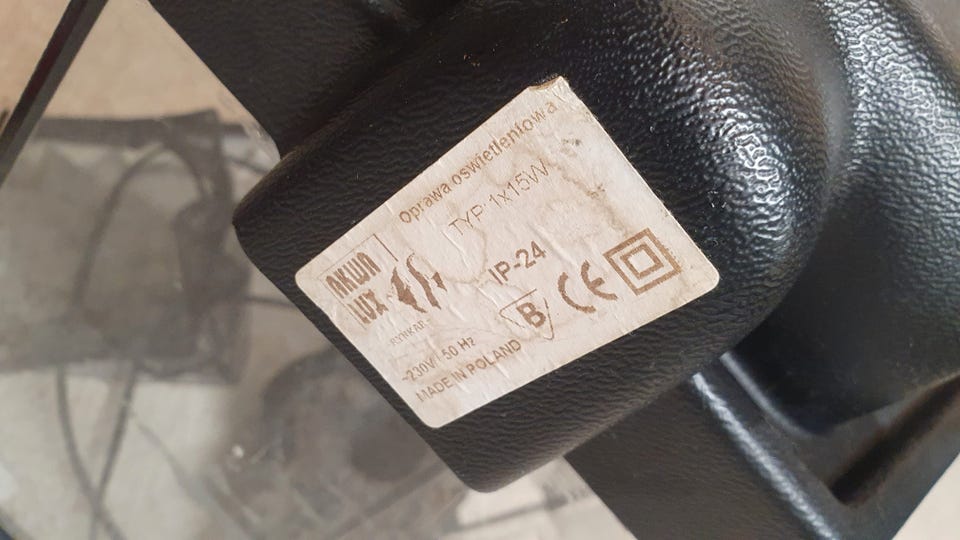 oprawa oświetleniowa
TYP: 1x15W
AKWA
LUX
IP-24
B CE
~230V / 50 Hz
MADE IN POLAND